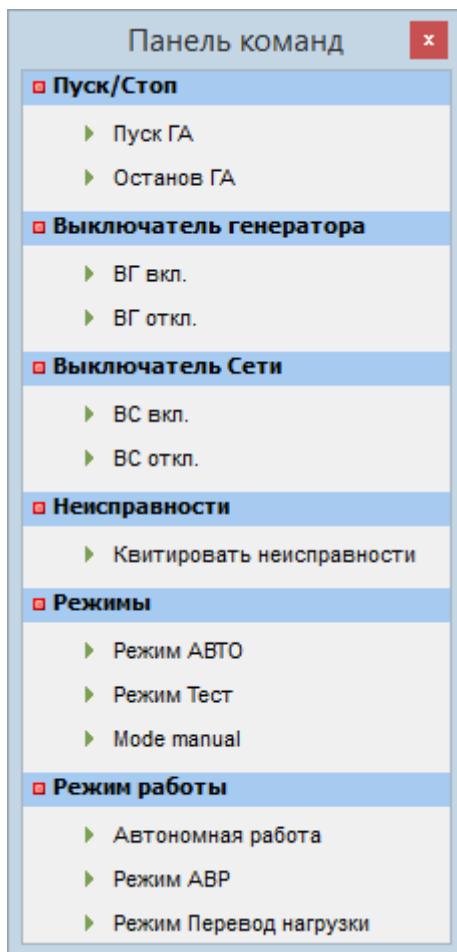 Панель команд
x
Пуск/Стоп
Пуск ГА
Останов ГА
Выключатель генератора
ВГ вкл.
ВГ откл.
Выключатель Сети
ВС вкл.
ВС откл.
Неисправности
Квитировать неисправности
Режимы
Режим АВТО
Режим Тест
Mode manual
Режим работы
Автономная работа
Режим АВР
Режим Перевод нагрузки